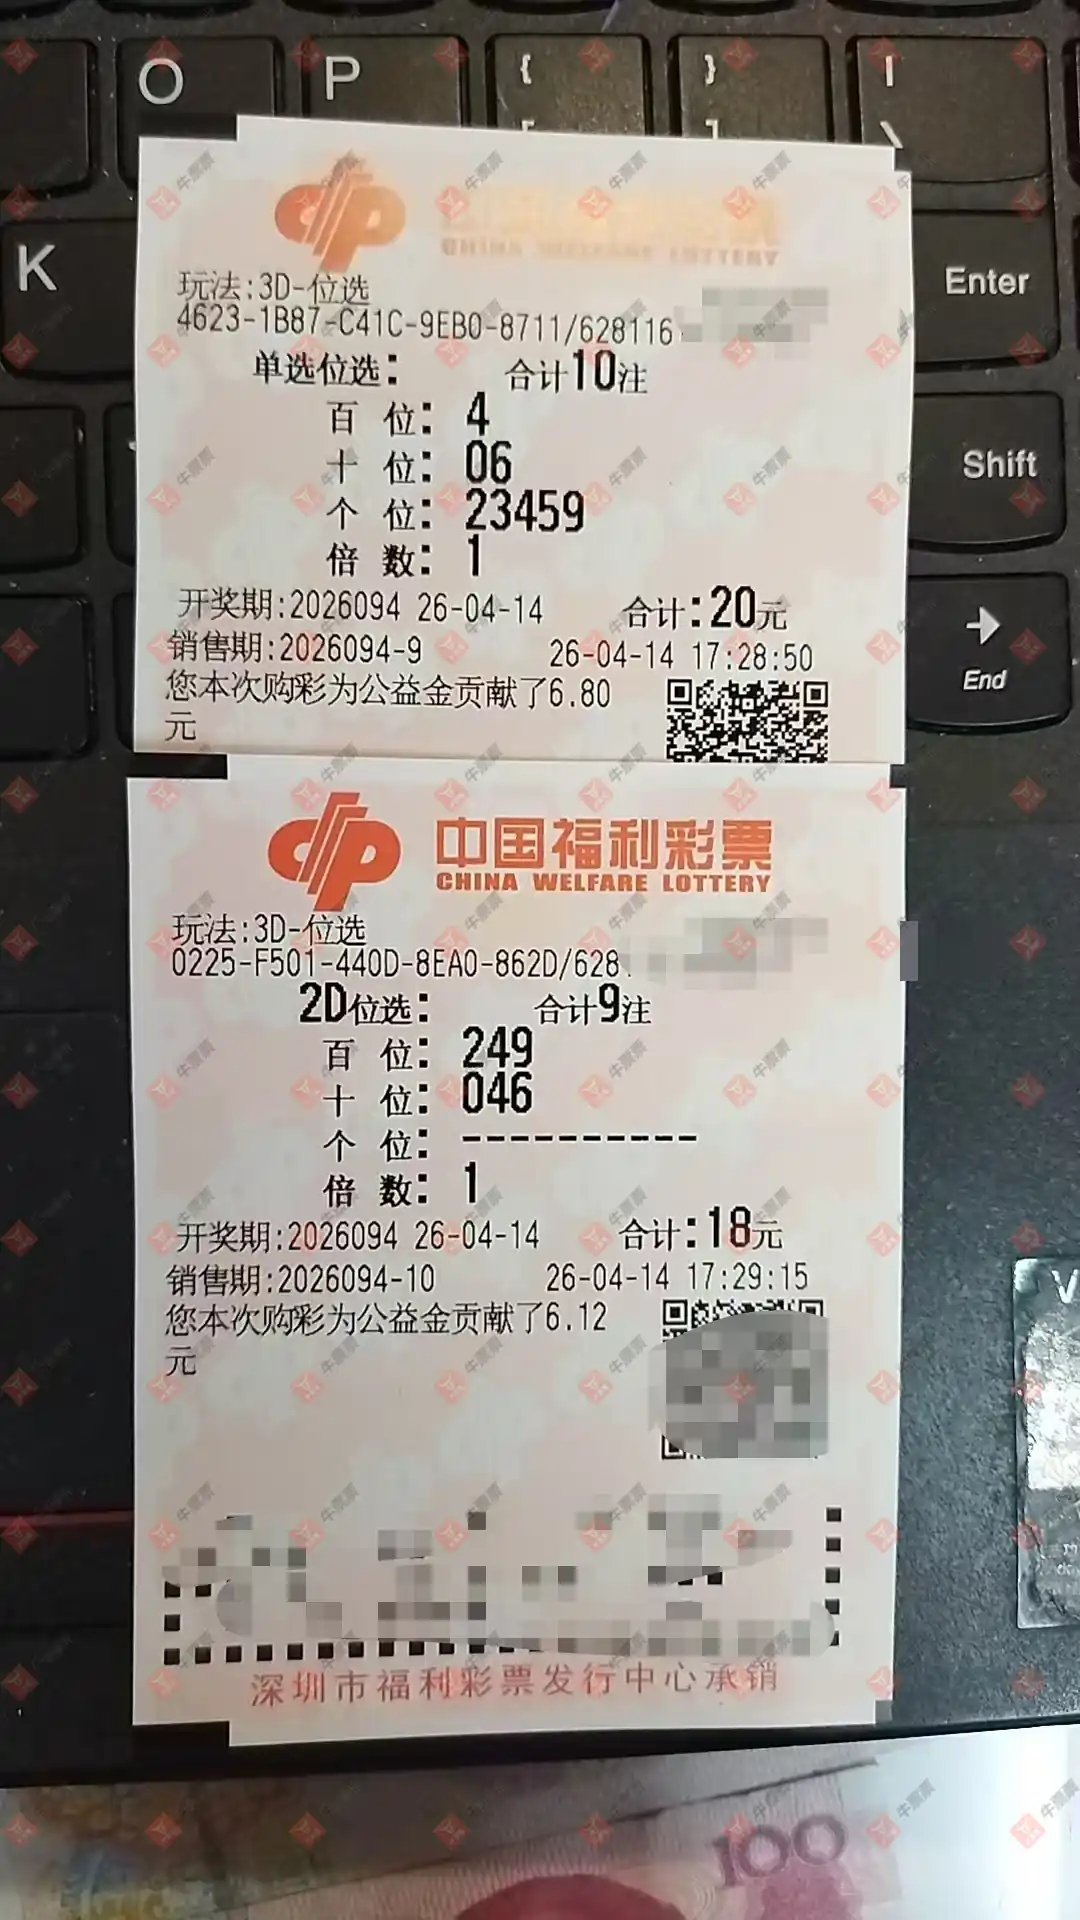 O
P
{
[
}
]
|
\
K
Enter
Shift
End
CHINA WELFARE LOTTERY
玩法:3D-位选
4623-1B87-C41C-9EB0-8711/628116
单选位选: 合计10注
百 位: 4
十 位: 06
个 位: 23459
倍 数: 1
开奖期:2026094 26-04-14 合计:20元
销售期:2026094-9 26-04-14 17:28:50
您本次购彩为公益金贡献了6.80
元
中国福利彩票
CHINA WELFARE LOTTERY
玩法:3D-位选
0225-F501-440D-8EA0-862D/628
2D位选: 合计9注
百 位: 249
十 位: 046
个 位: ----------
倍 数: 1
开奖期:2026094 26-04-14 合计:18元
销售期:2026094-10 26-04-14 17:29:15
您本次购彩为公益金贡献了6.12
元
深圳市福利彩票发行中心承销
V
100
牛票票